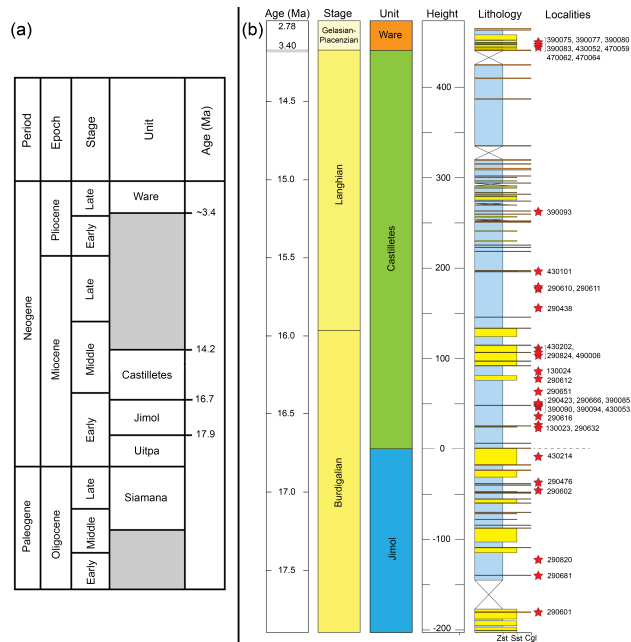 (a)
Period
Epoch
Stage
Unit
Age (Ma)
Neogene
Pliocene
Late
Ware
~3.4
Early
Miocene
Late
14.2
Middle
Castilletes
16.7
Early
Jimol
17.9
Uitpa
Paleogene
Oligocene
Late
Siamana
Middle
Early
(b)
Age (Ma) Stage Unit Height Lithology Localities
2.78
3.40
Gelasian-
Piacenzian
Ware
14.5
15.0
15.5
16.0
16.5
17.0
17.5
Langhian
Burdigalian
Castilletes
Jimol
400
300
200
100
0
-100
-200
Zst Sst Cgl
390075, 390077, 390080
390083, 430052, 470059
470062, 470064
390093
430101
290610, 290611
290438
430202,
290824, 490006
130024
290612
290651
290423, 290666, 390085
390090, 390094, 430053
290616
130023, 290632
430214
290476
290602
290820
290681
290601